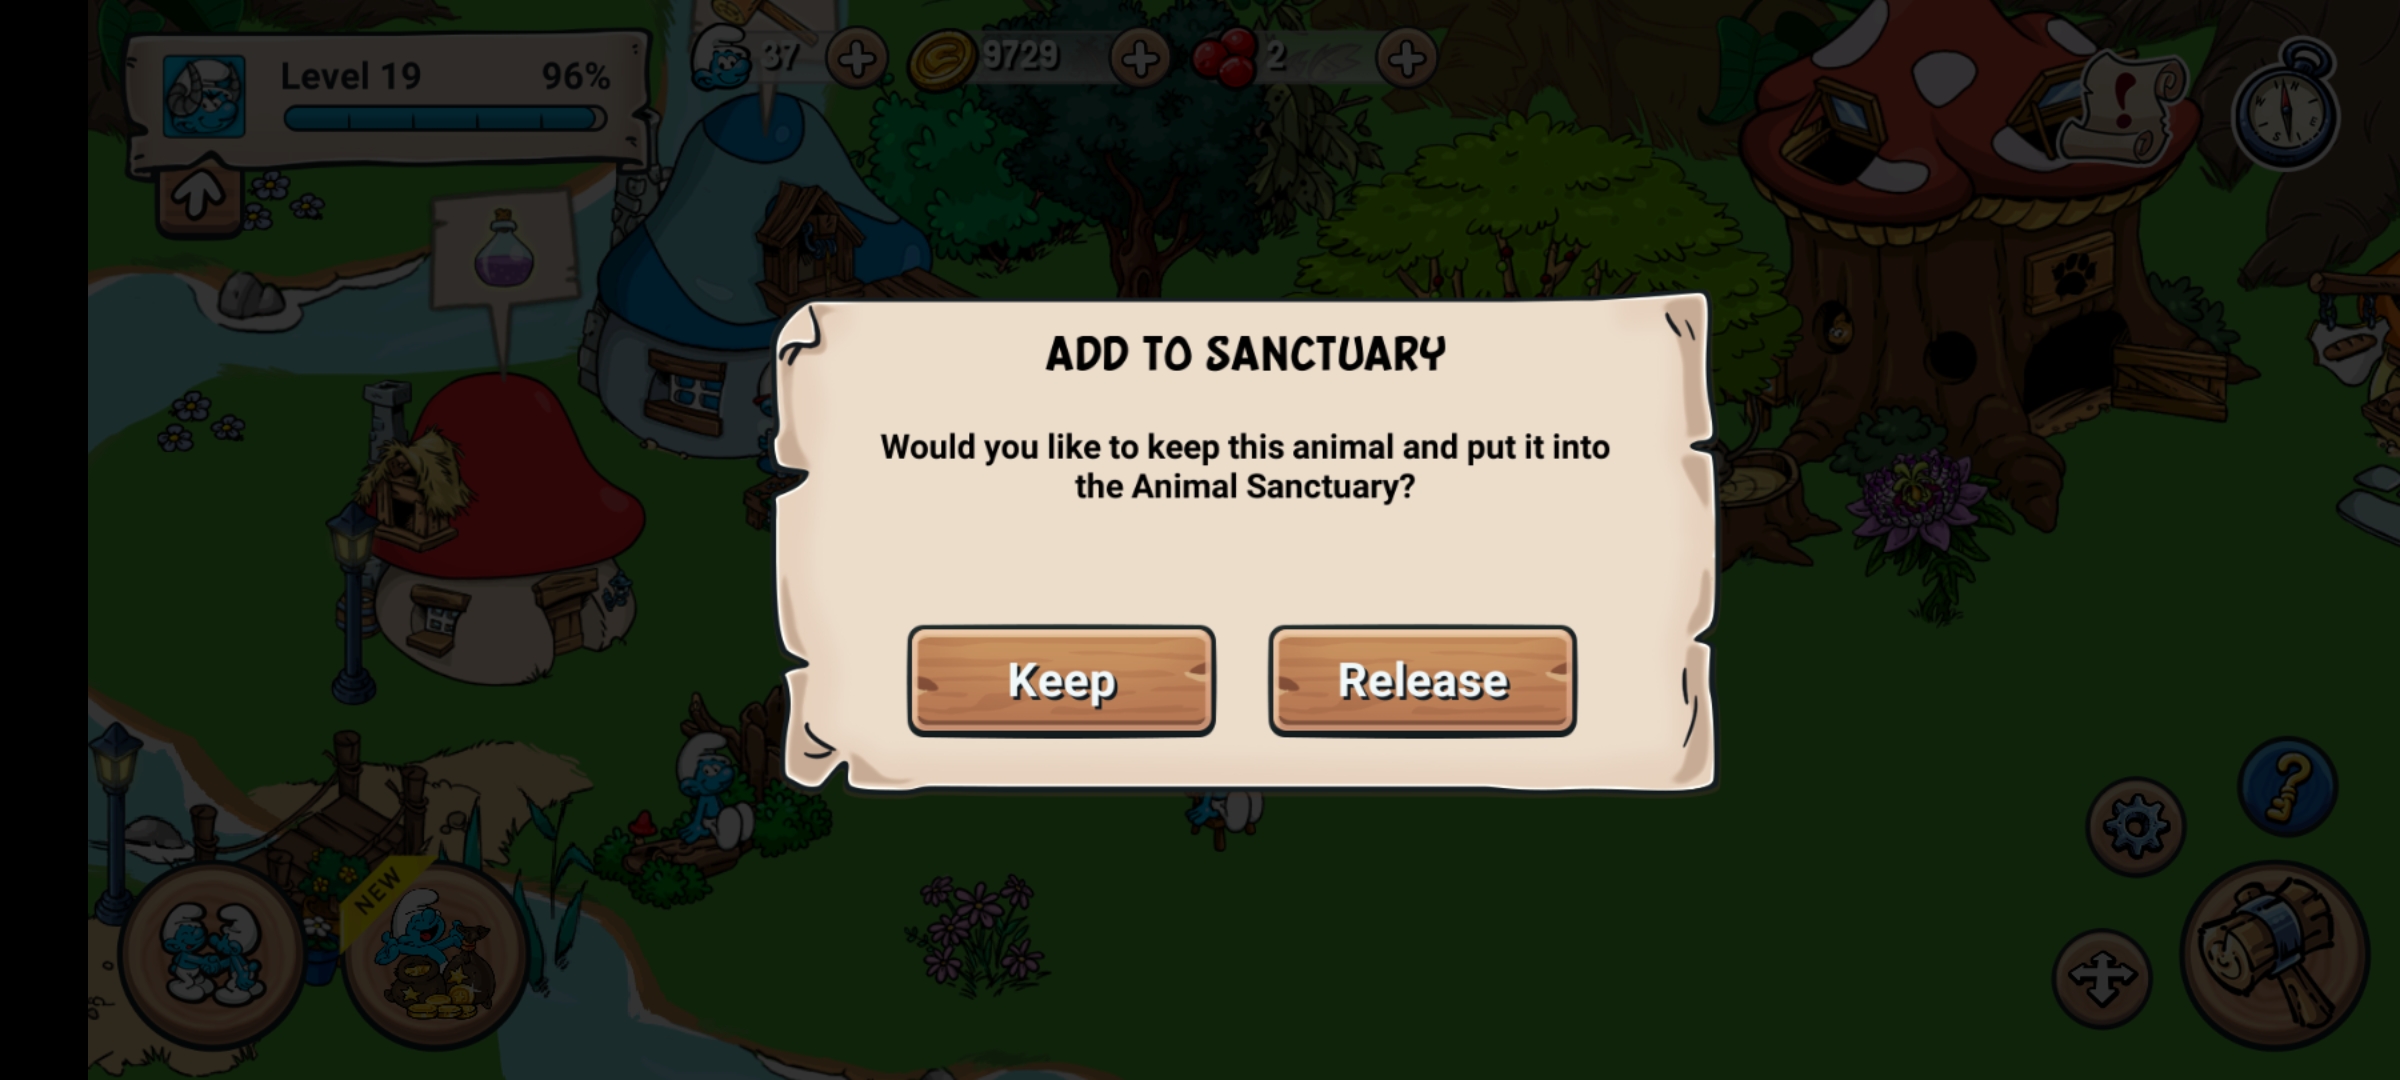 Level 19 96%
37
9729
2
ADD TO SANCTUARY
Would you like to keep this animal and put it into
the Animal Sanctuary?
Keep
Release
NEW